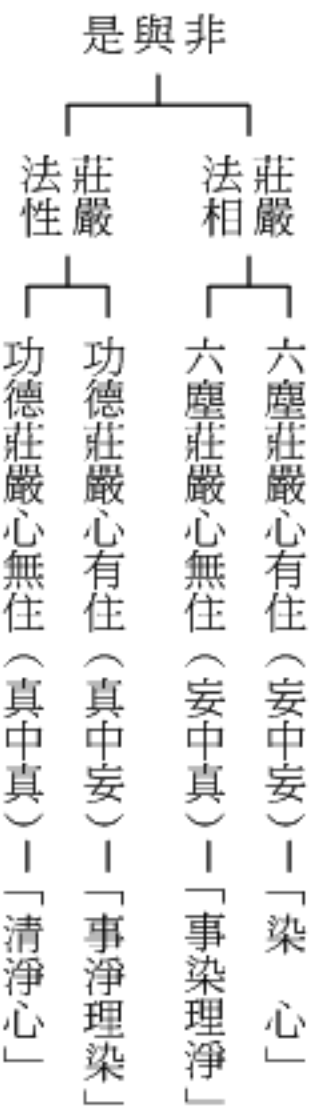 是與非
莊嚴
法相
莊嚴
法性
六塵莊嚴心有住（妄中妄）－「染　心」
六塵莊嚴心無住（妄中真）－「事染理淨」
功德莊嚴心有住（真中妄）－「事淨理染」
功德莊嚴心無住（真中真）－「清淨心」